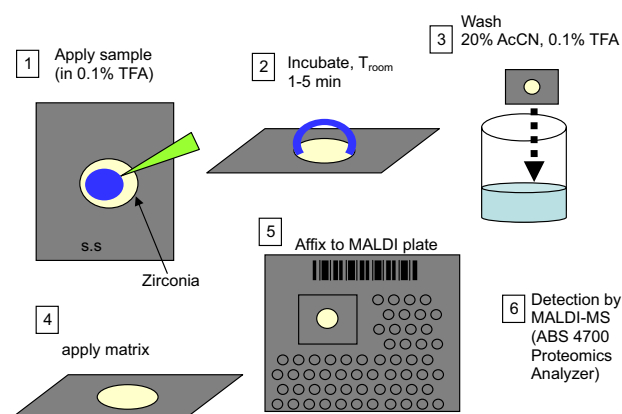 1
Apply sample
(in 0.1% TFA)
s.s
Zirconia
2
Incubate, Troom
1-5 min
3
Wash
20% AcCN, 0.1% TFA
4
apply matrix
5
Affix to MALDI plate
6
Detection by
MALDI-MS
(ABS 4700
Proteomics
Analyzer)